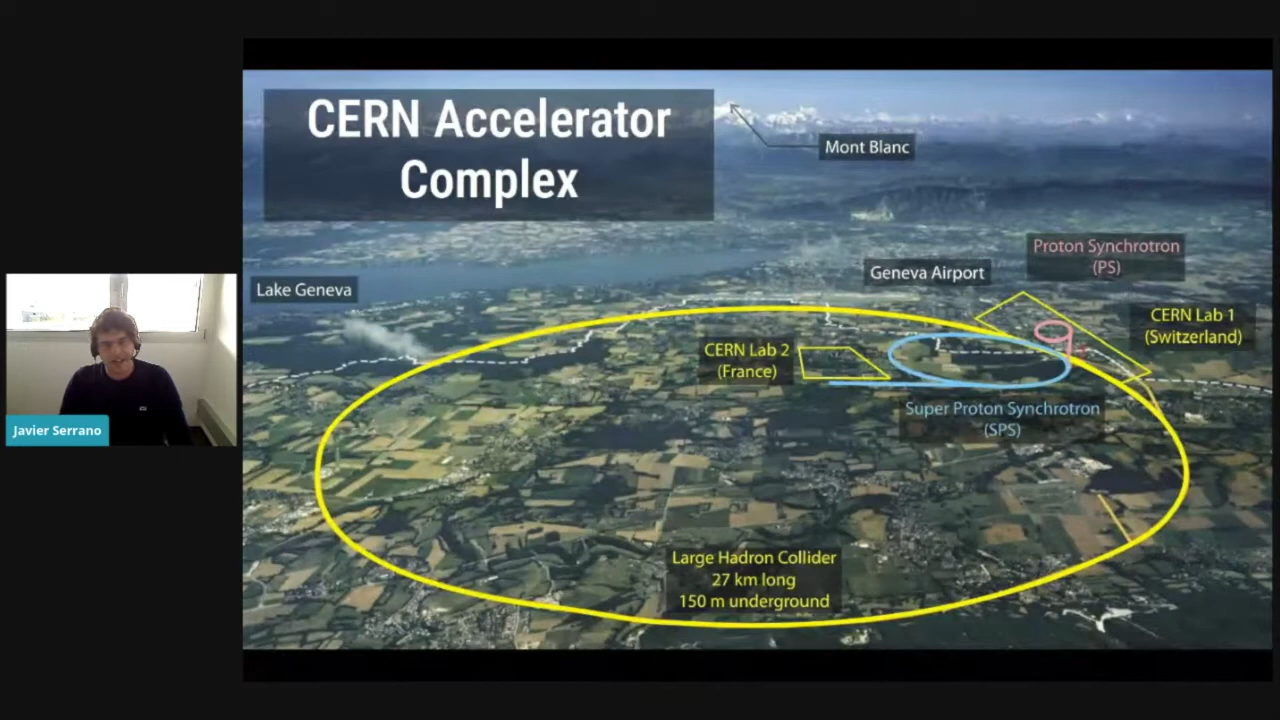 CERN Accelerator
Complex
Mont Blanc
Proton Synchrotron
(PS)
Geneva Airport
Lake Geneva
CERN Lab 1
(Switzerland)
CERN Lab 2
(France)
Super Proton Synchrotron
(SPS)
Javier Serrano
Large Hadron Collider
27 km long
150 m underground